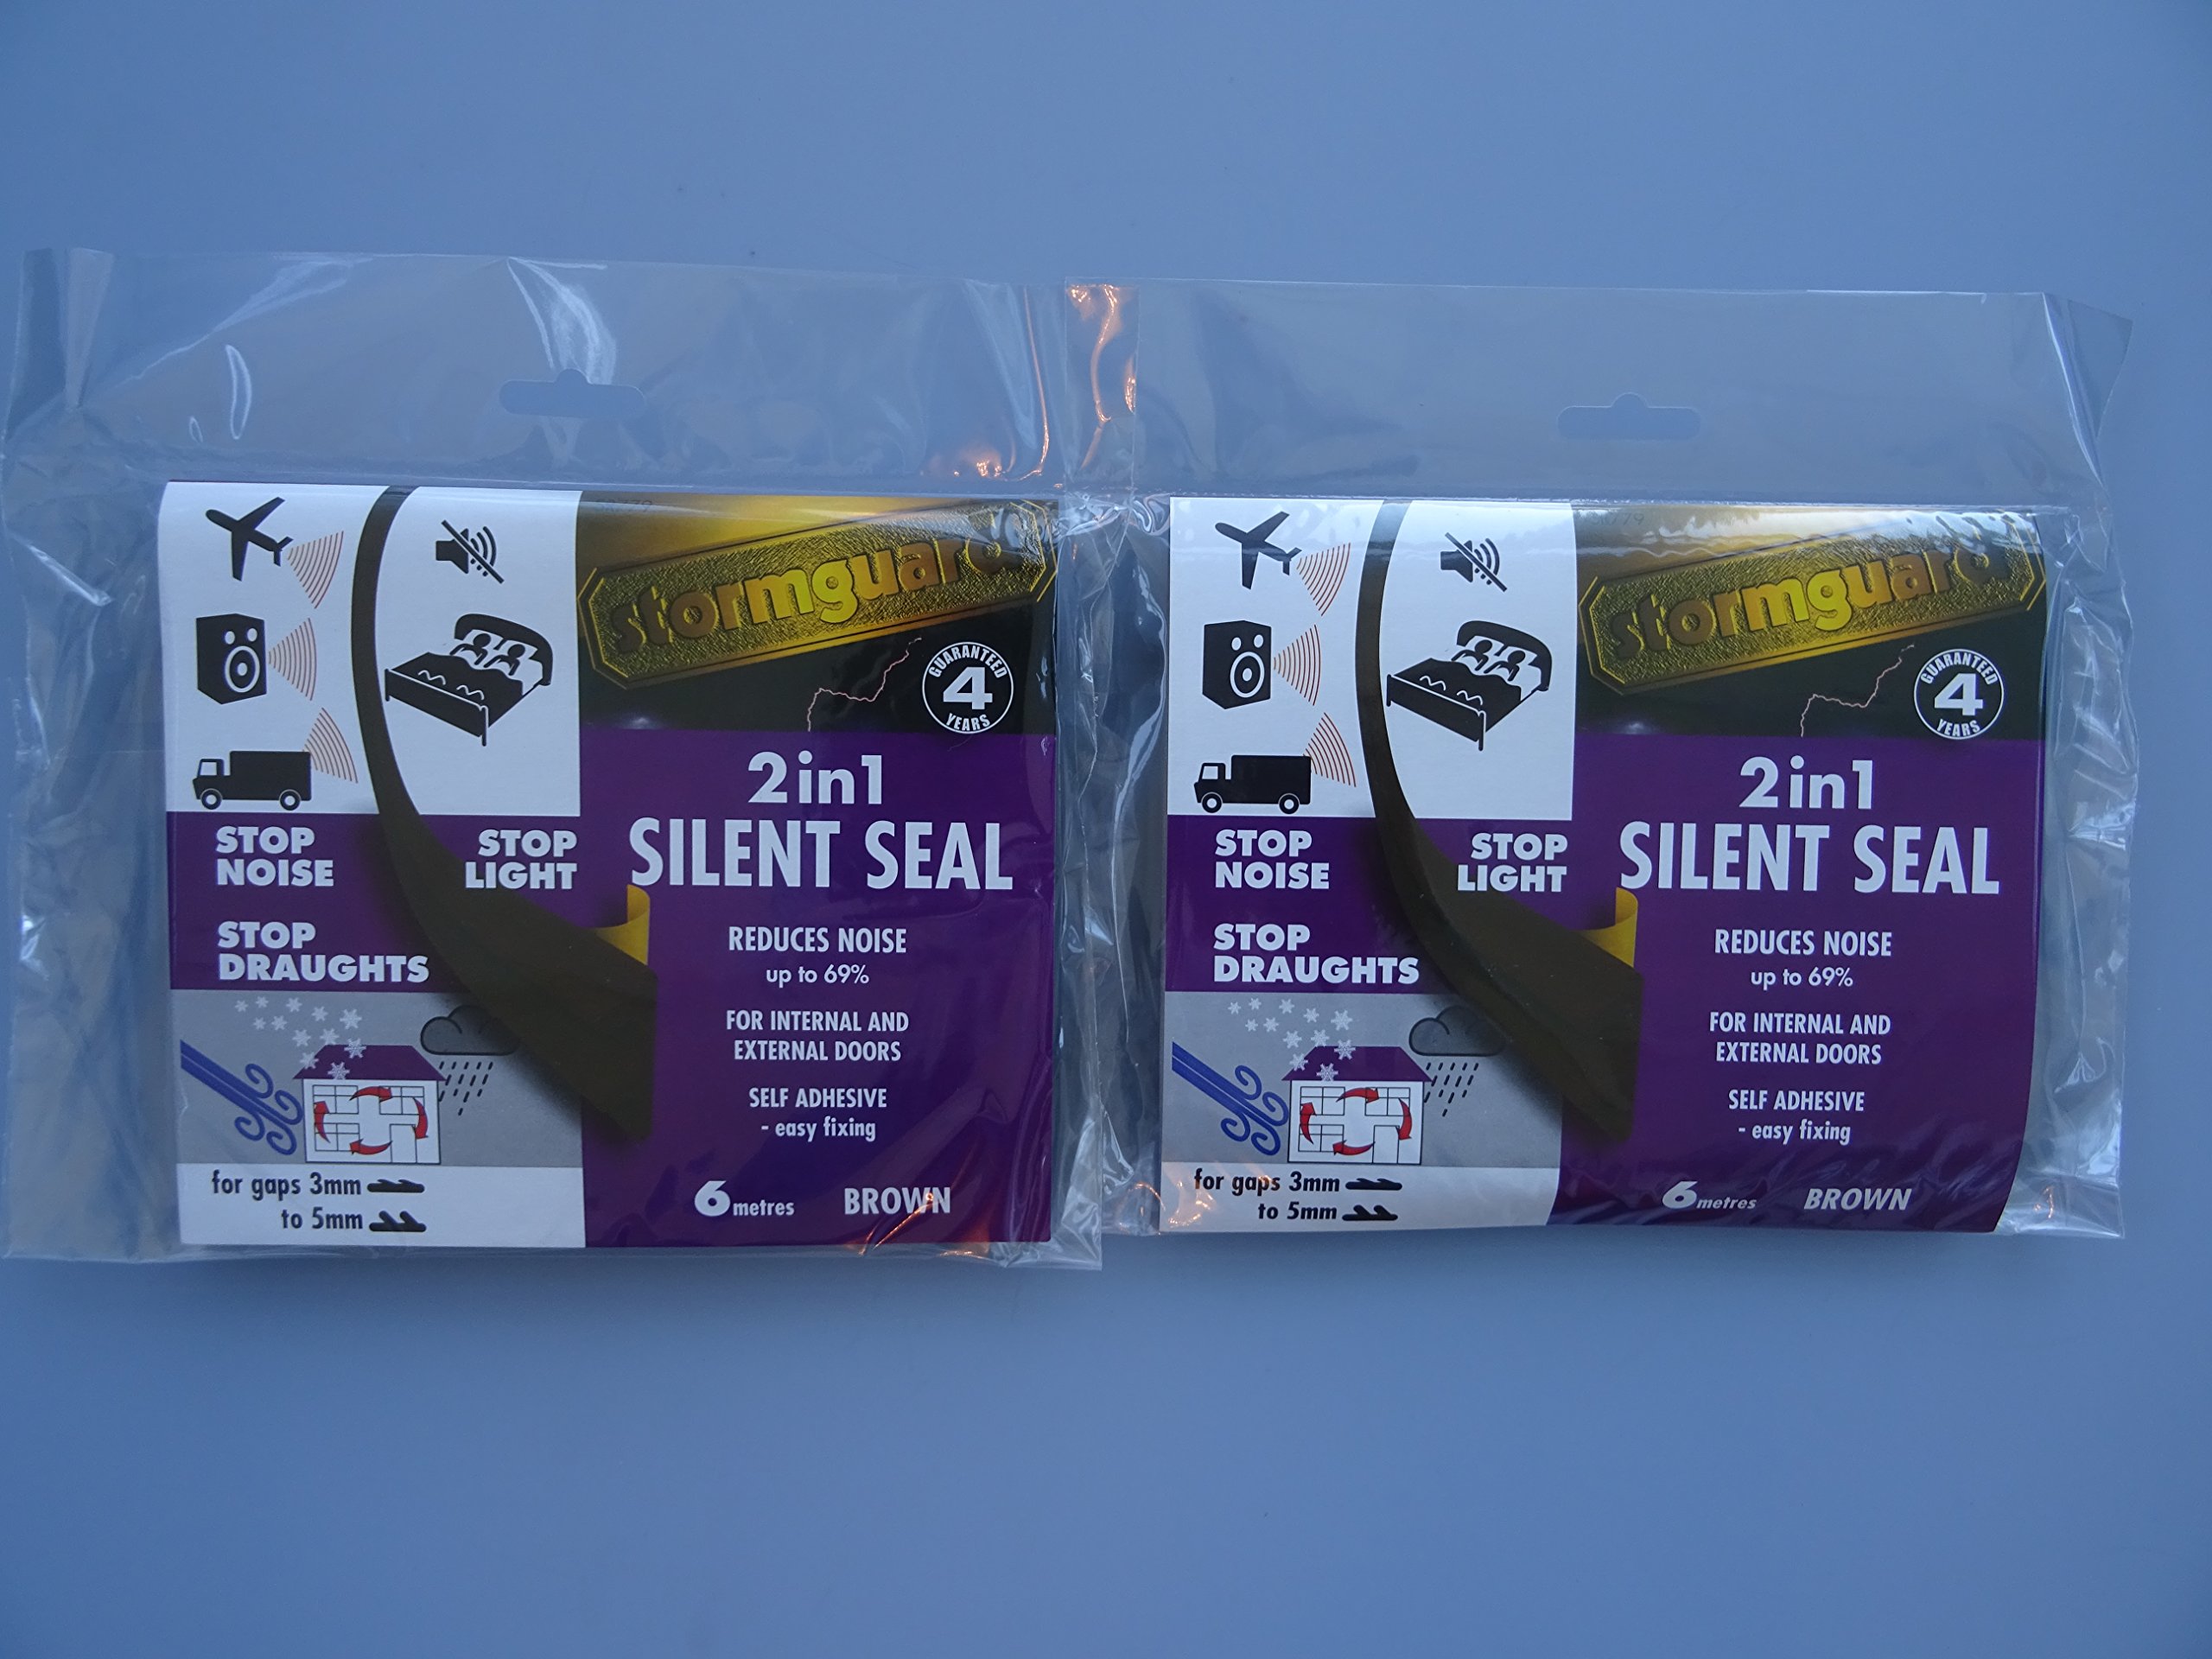 stormguard
GUARANTEED
4
YEARS
2in1
SILENT SEAL
STOP
NOISE
STOP
LIGHT
STOP
DRAUGHTS
REDUCES NOISE
up to 69%
FOR INTERNAL AND
EXTERNAL DOORS
SELF ADHESIVE
- easy fixing
for gaps 3mm
to 5mm
6metres BROWN
stormguard
GUARANTEED
4
YEARS
2in1
SILENT SEAL
STOP
NOISE
STOP
LIGHT
STOP
DRAUGHTS
REDUCES NOISE
up to 69%
FOR INTERNAL AND
EXTERNAL DOORS
SELF ADHESIVE
- easy fixing
for gaps 3mm
to 5mm
6metres BROWN